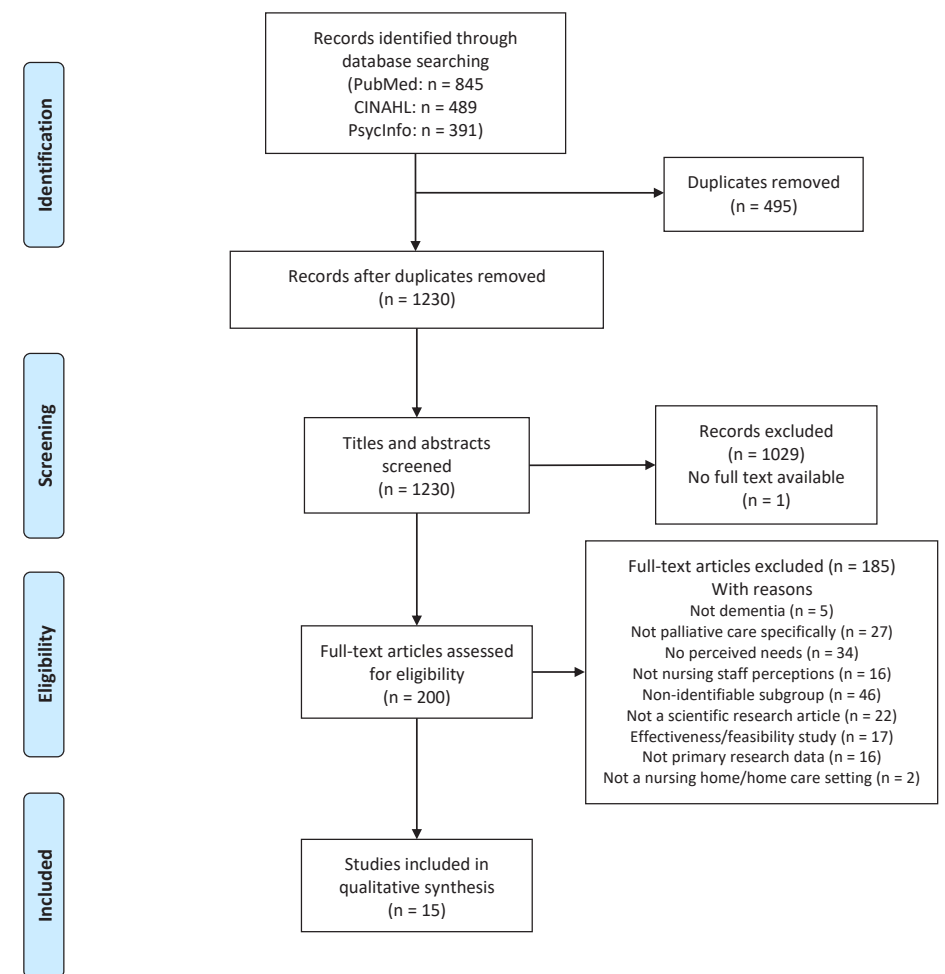 Identification
Records identified through
database searching
(PubMed: n = 845
CINAHL: n = 489
PsycInfo: n = 391)
Duplicates removed
(n = 495)
Records after duplicates removed
(n = 1230)
Screening
Titles and abstracts
screened
(n = 1230)
Records excluded
(n = 1029)
No full text available
(n = 1)
Eligibility
Full-text articles assessed
for eligibility
(n = 200)
Full-text articles excluded (n = 185)
With reasons
Not dementia (n = 5)
Not palliative care specifically (n = 27)
No perceived needs (n = 34)
Not nursing staff perceptions (n = 16)
Non-identifiable subgroup (n = 46)
Not a scientific research article (n = 22)
Effectiveness/feasibility study (n = 17)
Not primary research data (n = 16)
Not a nursing home/home care setting (n = 2)
Included
Studies included in
qualitative synthesis
(n = 15)